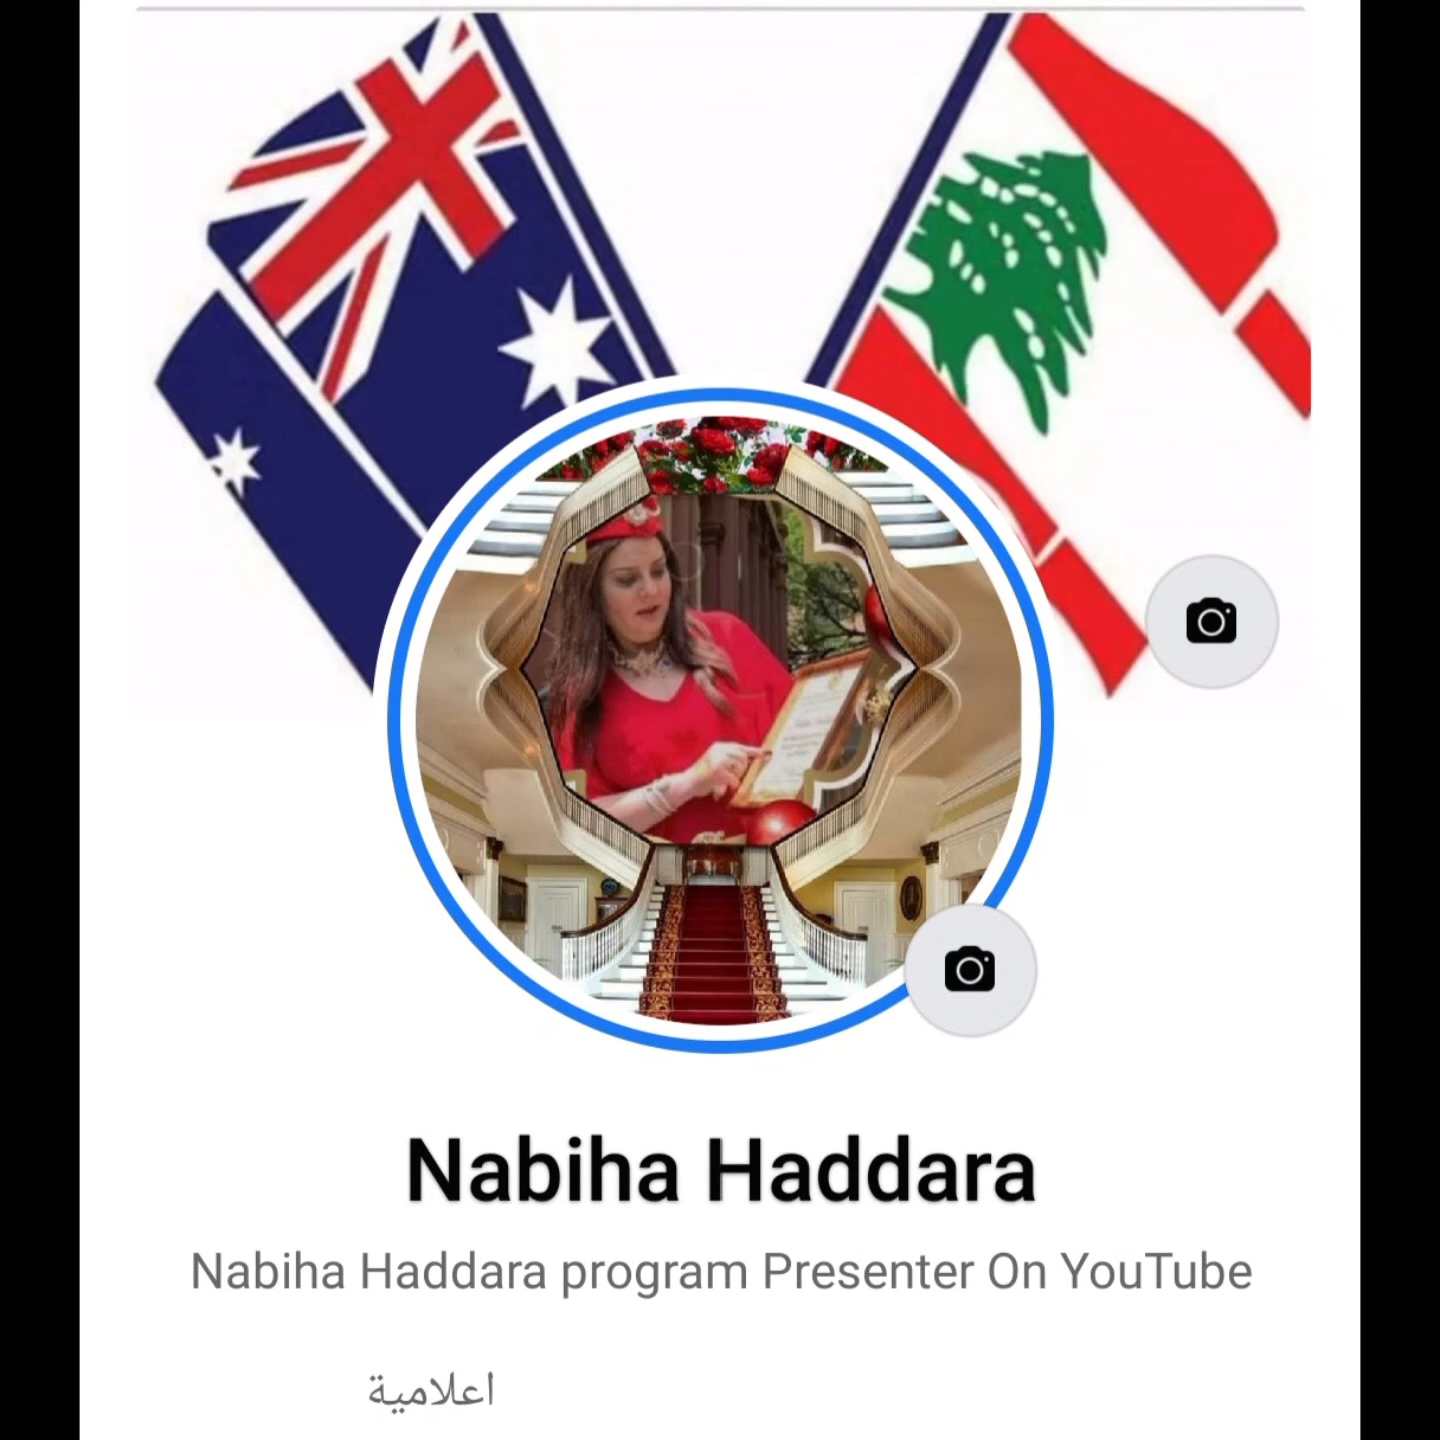 Nabiha Haddara
Nabiha Haddara program Presenter On YouTube
اعلامية